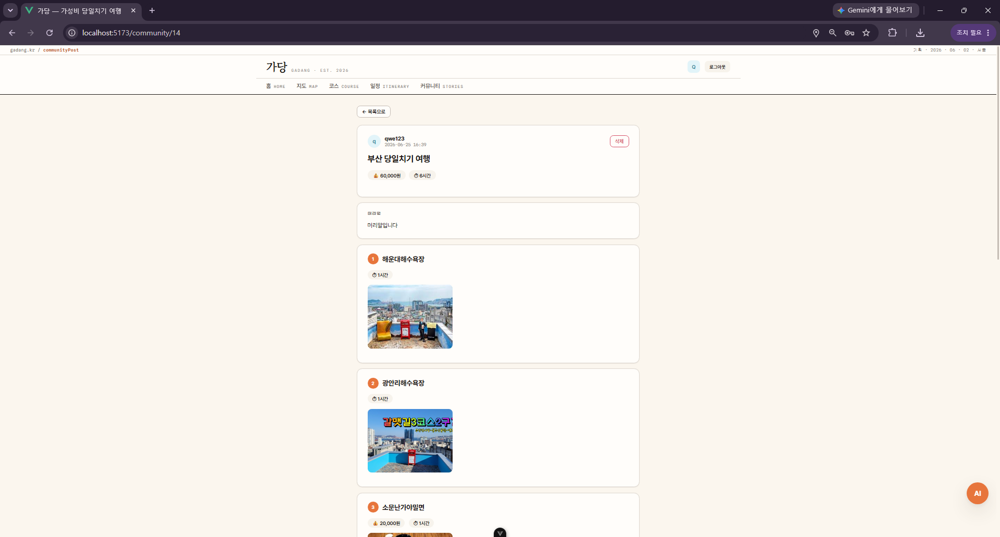 가당 — 가성비 당일치기 여행
Gemini에게 물어보기
localhost:5173/community/14
조치 필요
gadang.kr / communityPost
기획 · 2026 · 06 · 02 · 서울
가당 GADANG · EST. 2026
Q 로그아웃
홈 HOME 지도 MAP 코스 COURSE 일정 ITINERARY 커뮤니티 STORIES
← 목록으로
q qwe123
2026-06-25 16:39
삭제
부산 당일치기 여행
60,000원 6시간
머리말
머리말입니다
1 해운대해수욕장
1시간
2 광안리해수욕장
1시간
갈맷길3코스2구
3 소문난가야밀면
20,000원 1시간
AI